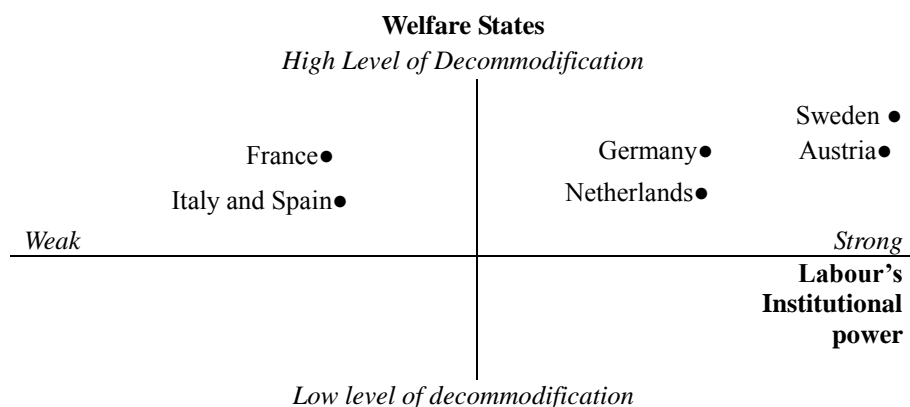 Welfare States
High Level of Decommodification
Sweden ●
France●
Germany●
Austria●
Italy and Spain●
Netherlands●
Weak
Strong
Labour’s
Institutional
power
Low level of decommodification